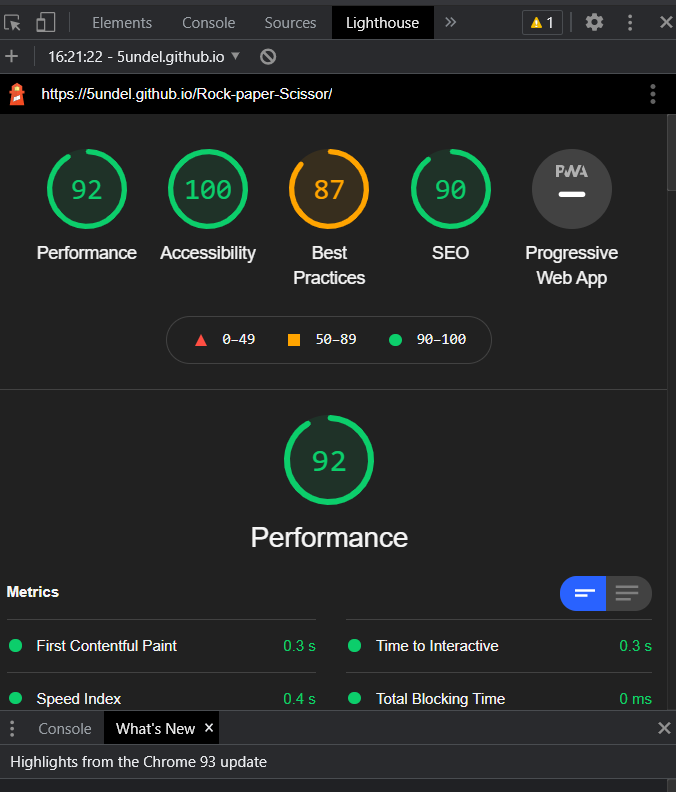 Elements Console Sources Lighthouse 1
16:21:22 - 5undel.github.io
https://5undel.github.io/Rock-paper-Scissor/
92 100 87 90 PWA
Performance Accessibility Best Practices SEO Progressive Web App
0–49 50–89 90–100
92
Performance
Metrics
First Contentful Paint 0.3 s Time to Interactive 0.3 s
Speed Index 0.4 s Total Blocking Time 0 ms
Console What's New ×
Highlights from the Chrome 93 update